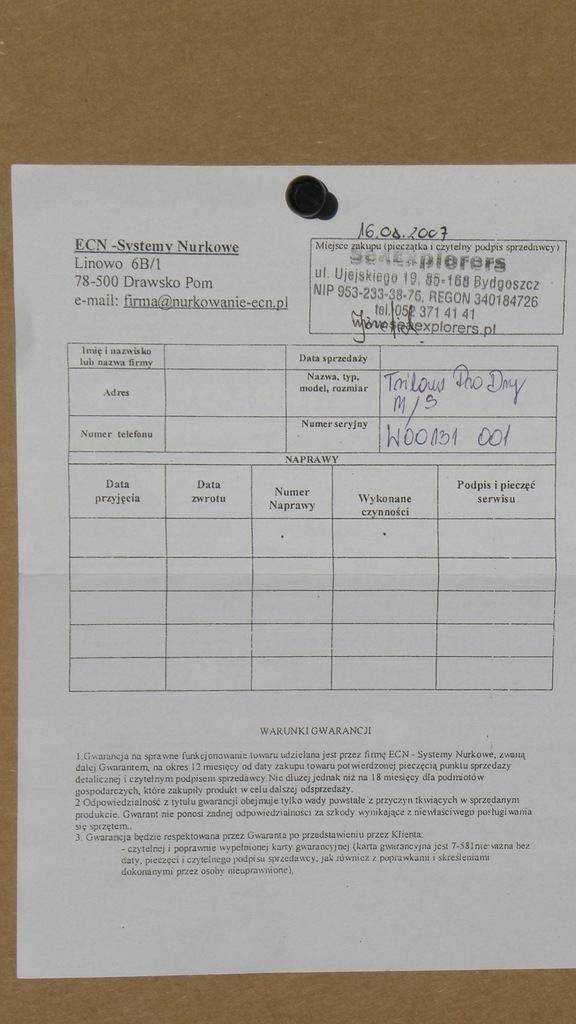 16.08.2007
ECN -Systemy Nurkowe
Linowo 6B/1
78-500 Drawsko Pom
e-mail: firma@nurkowanie-ecn.pl
Miejsce zakupu (pieczątka i czytelny podpis sprzedawcy)
SeaExplorers
ul. Ujejskiego 19, 85-168 Bydgoszcz
NIP 953-233-38-76, REGON 340184726
tel. 052 371 41 41
seaexplorers.pl
Imię i nazwisko
lub nazwa firmy
Data sprzedaży
Adres
Nazwa, typ,
model, rozmiar
Trilam Pro Dry
M/S
Numer telefonu
Numer seryjny
W00131 001
NAPRAWY
Data
przyjęcia
Data
zwrotu
Numer
Naprawy
Wykonane
czynności
Podpis i pieczęć
serwisu
WARUNKI GWARANCJI
1.Gwarancja na sprawne funkcjonowanie towaru udzielana jest przez firmę ECN - Systemy Nurkowe, zwaną
dalej Gwarantem, na okres 12 miesięcy od daty zakupu towaru potwierdzonej pieczęcią punktu sprzedaży
detalicznej i czytelnym podpisem sprzedawcy.Nie dłużej jednak niż na 18 miesięcy dla podmiotów
gospodarczych, które zakupiły produkt w celu dalszej odsprzedaży.
2 Odpowiedzialność z tytułu gwarancji obejmuje tylko wady powstałe z przyczyn tkwiących w sprzedanym
produkcie. Gwarant nie ponosi żadnej odpowiedzialności za szkody wynikające z niewłaściwego posługiwania
się sprzętem..
3. Gwarancja będzie respektowana przez Gwaranta po przedstawieniu przez Klienta:
- czytelnej i poprawnie wypełnionej karty gwarancyjnej (karta gwarancyjna jest 7-581nieważna bez
daty, pieczęci i czytelnego podpisu sprzedawcy, jak również z poprawkami i skreśleniami
dokonanymi przez osoby nieuprawnione),